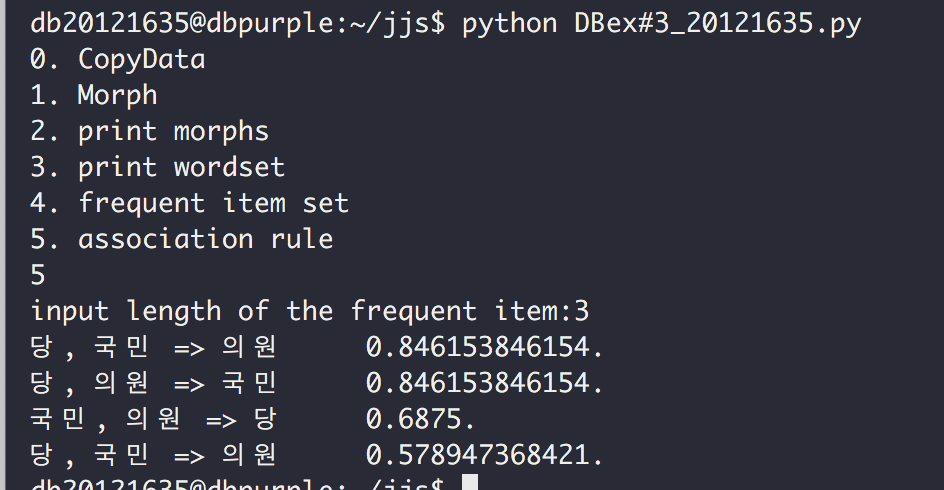 db20121635@dbpurple:~/jjs$ python DBex#3_20121635.py
0. CopyData
1. Morph
2. print morphs
3. print wordset
4. frequent item set
5. association rule
5
input length of the frequent item:3
당, 국민 => 의원 0.846153846154.
당, 의원 => 국민 0.846153846154.
국민, 의원 => 당 0.6875.
당, 국민 => 의원 0.578947368421.
db20121635@dbpurple:~/jjs$